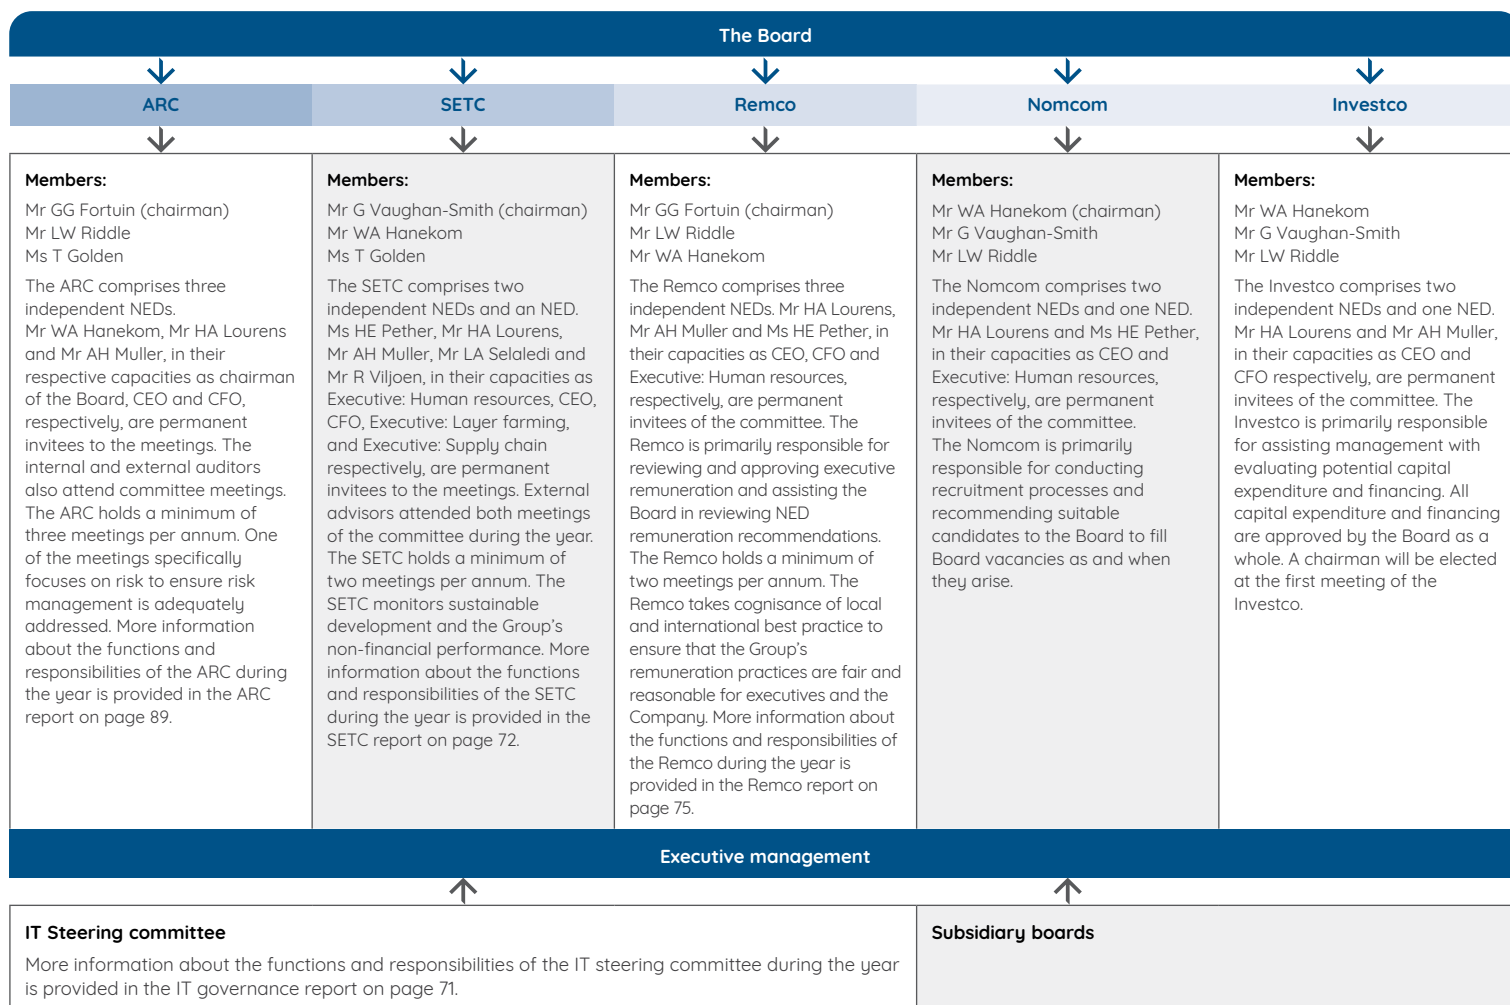 The Board
ARC
SETC
Remco
Nomcom
Investco
Members:
Mr GG Fortuin (chairman)
Mr LW Riddle
Ms T Golden
The ARC comprises three
independent NEDs.
Mr WA Hanekom, Mr HA Lourens
and Mr AH Muller, in their
respective capacities as chairman
of the Board, CEO and CFO,
respectively, are permanent
invitees to the meetings. The
internal and external auditors
also attend committee meetings.
The ARC holds a minimum of
three meetings per annum. One
of the meetings specifically
focuses on risk to ensure risk
management is adequately
addressed. More information
about the functions and
responsibilities of the ARC during
the year is provided in the ARC
report on page 89.
Members:
Mr G Vaughan-Smith (chairman)
Mr WA Hanekom
Ms T Golden
The SETC comprises two
independent NEDs and an NED.
Ms HE Pether, Mr HA Lourens,
Mr AH Muller, Mr LA Selaledi and
Mr R Viljoen, in their capacities as
Executive: Human resources, CEO,
CFO, Executive: Layer farming,
and Executive: Supply chain
respectively, are permanent
invitees to the meetings. External
advisors attended both meetings
of the committee during the year.
The SETC holds a minimum of
two meetings per annum. The
SETC monitors sustainable
development and the Group's
non-financial performance. More
information about the functions
and responsibilities of the SETC
during the year is provided in the
SETC report on page 72.
Members:
Mr GG Fortuin (chairman)
Mr LW Riddle
Mr WA Hanekom
The Remco comprises three
independent NEDs. Mr HA Lourens,
Mr AH Muller and Ms HE Pether, in
their capacities as CEO, CFO and
Executive: Human resources,
respectively, are permanent
invitees of the committee. The
Remco is primarily responsible for
reviewing and approving executive
remuneration and assisting the
Board in reviewing NED
remuneration recommendations.
The Remco holds a minimum of
two meetings per annum. The
Remco takes cognisance of local
and international best practice to
ensure that the Group's
remuneration practices are fair and
reasonable for executives and the
Company. More information about
the functions and responsibilities of
the Remco during the year is
provided in the Remco report on
page 75.
Members:
Mr WA Hanekom (chairman)
Mr G Vaughan-Smith
Mr LW Riddle
The Nomcom comprises two
independent NEDs and one NED.
Mr HA Lourens and Ms HE Pether,
in their capacities as CEO and
Executive: Human resources,
respectively, are permanent
invitees of the committee.
The Nomcom is primarily
responsible for conducting
recruitment processes and
recommending suitable
candidates to the Board to fill
Board vacancies as and when
they arise.
Members:
Mr WA Hanekom
Mr G Vaughan-Smith
Mr LW Riddle
The Investco comprises two
independent NEDs and one NED.
Mr HA Lourens and Mr AH Muller,
in their capacities as CEO and
CFO respectively, are permanent
invitees of the committee. The
Investco is primarily responsible
for assisting management with
evaluating potential capital
expenditure and financing. All
capital expenditure and financing
are approved by the Board as a
whole. A chairman will be elected
at the first meeting of the
Investco.
Executive management
IT Steering committee
More information about the functions and responsibilities of the IT steering committee during the year
is provided in the IT governance report on page 71.
Subsidiary boards